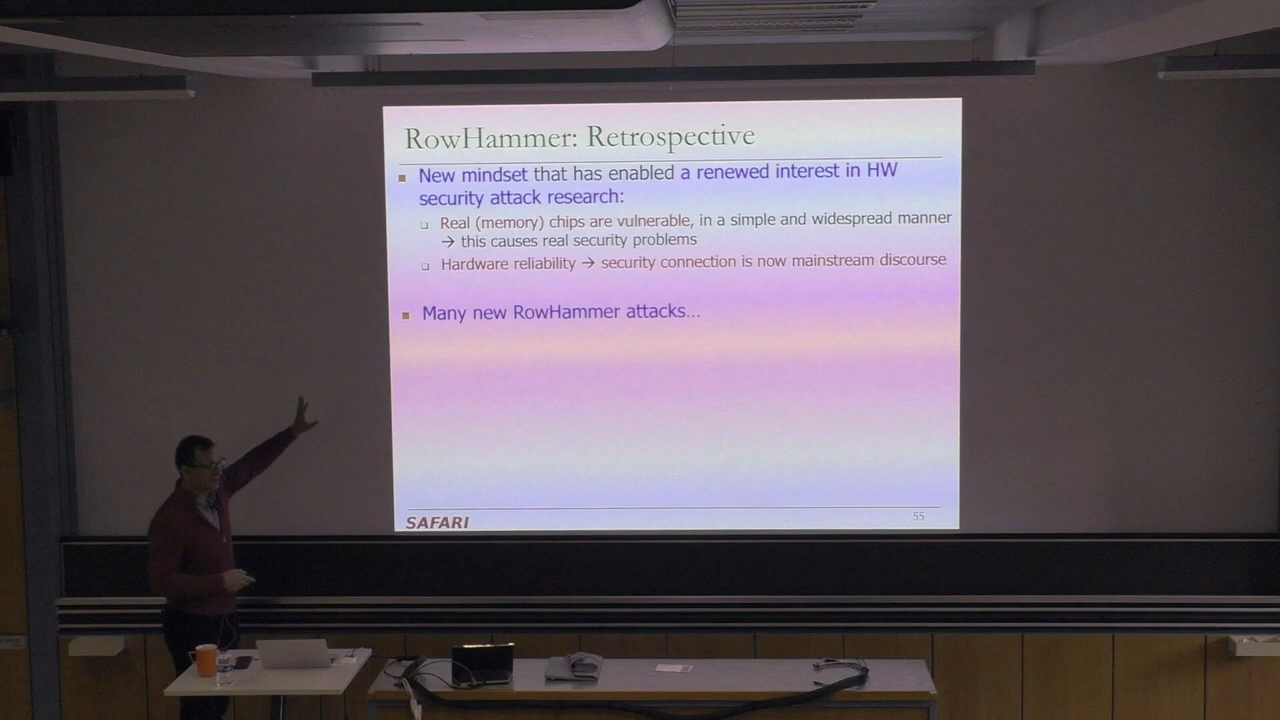 RowHammer: Retrospective
New mindset that has enabled a renewed interest in HW
security attack research:
Real (memory) chips are vulnerable, in a simple and widespread manner
→ this causes real security problems
Hardware reliability → security connection is now mainstream discourse
Many new RowHammer attacks…
SAFARI
55